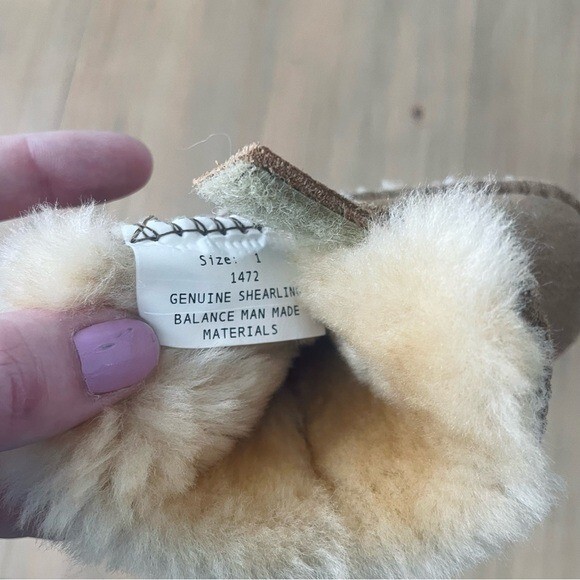 Size: 1
1472
GENUINE SHEARLING
BALANCE MAN MADE
MATERIALS